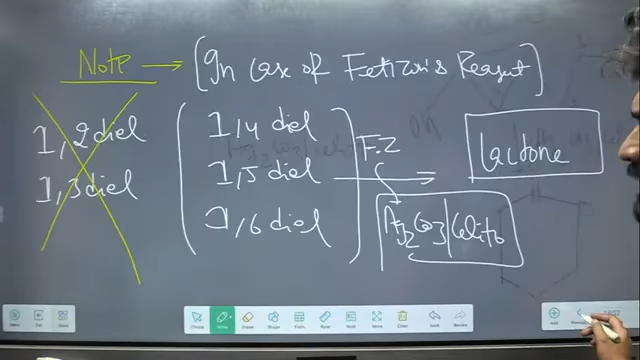 Note → [In case of Fetizon's Reagent]
1,2 diol
1,3 diol
1,4 diol
1,5 diol
1,6 diol
F.Z
Ag2CO3 | Celite
Lactone